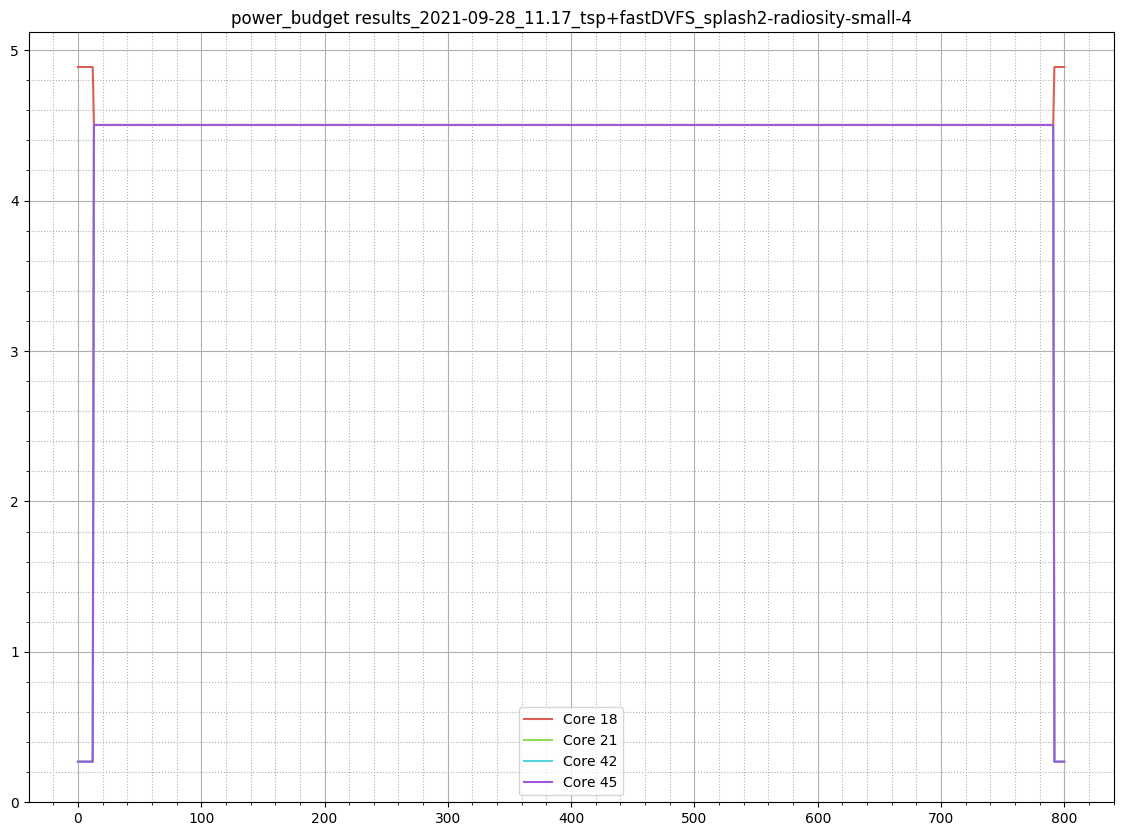 power_budget results_2021-09-28_11.17_tsp+fastDVFS_splash2-radiosity-small-4
5
4
3
2
1
0
Core 18
Core 21
Core 42
Core 45
0 100 200 300 400 500 600 700 800